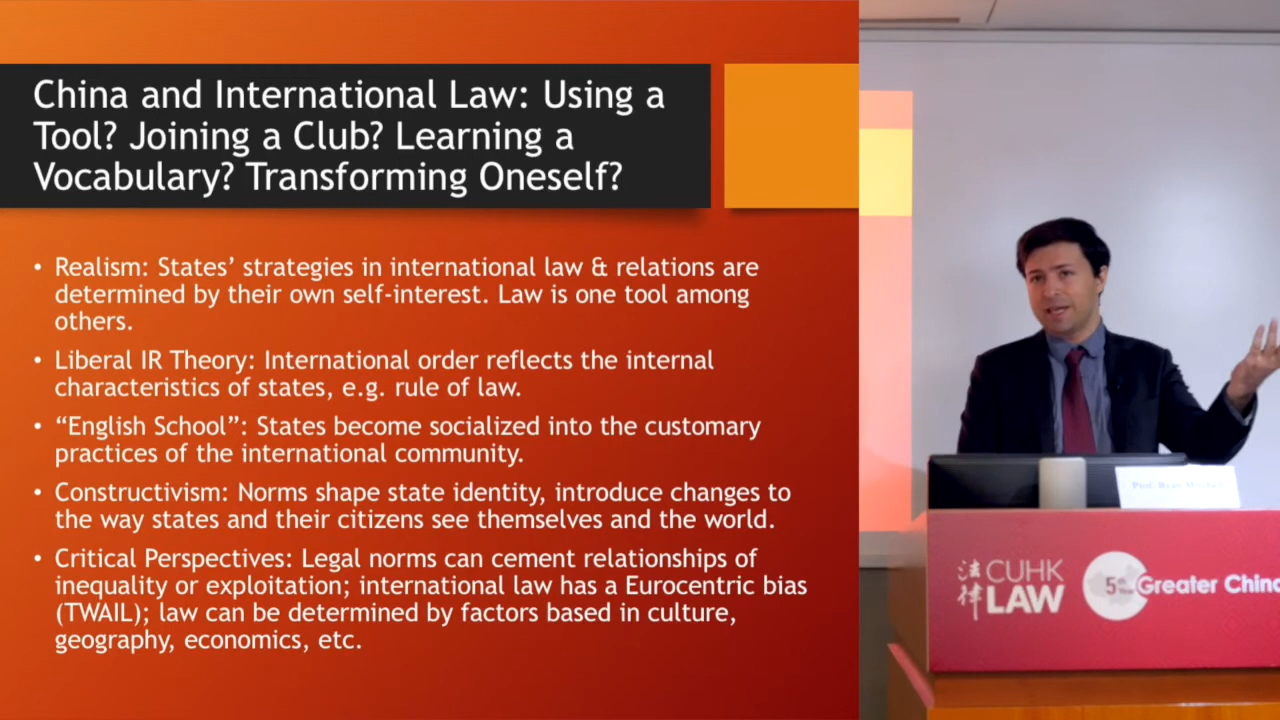 China and International Law: Using a
Tool? Joining a Club? Learning a
Vocabulary? Transforming Oneself?
• Realism: States’ strategies in international law & relations are
determined by their own self-interest. Law is one tool among
others.
• Liberal IR Theory: International order reflects the internal
characteristics of states, e.g. rule of law.
• “English School”: States become socialized into the customary
practices of the international community.
• Constructivism: Norms shape state identity, introduce changes to
the way states and their citizens see themselves and the world.
• Critical Perspectives: Legal norms can cement relationships of
inequality or exploitation; international law has a Eurocentric bias
(TWAIL); law can be determined by factors based in culture,
geography, economics, etc.
Prof. Ryan
法律 CUHK
LAW
Greater China